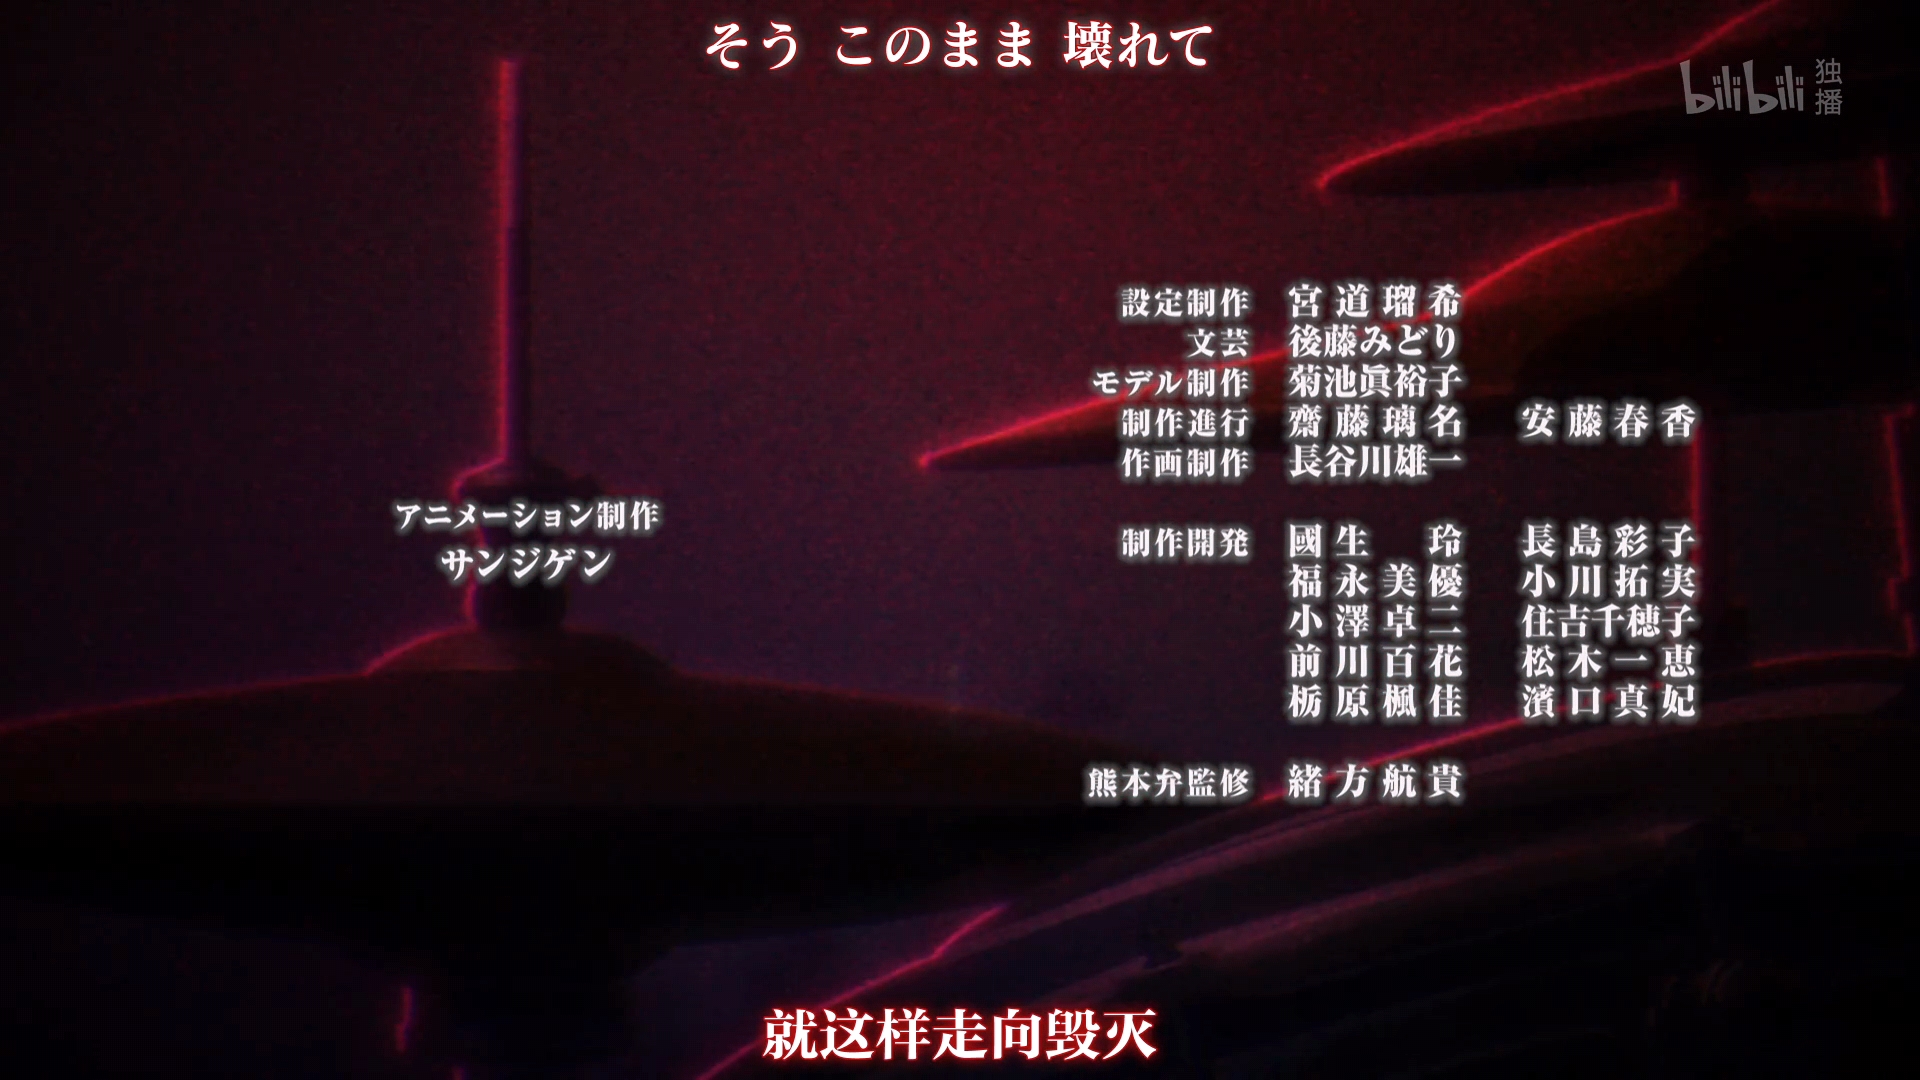 そう このまま 壊れて
bilibili 独播
設定制作 宮道瑠希
文芸 後藤みどり
モデル制作 菊池眞裕子
制作進行 齋藤璃名 安藤春香
作画制作 長谷川雄一
アニメーション制作
サンジゲン
制作開発 國生 玲 長島彩子
福永美優 小川拓実
小澤卓二 住吉千穂子
前川百花 松木一恵
栃原楓佳 濱口真妃
熊本弁監修 緒方航貴
就这样走向毁灭